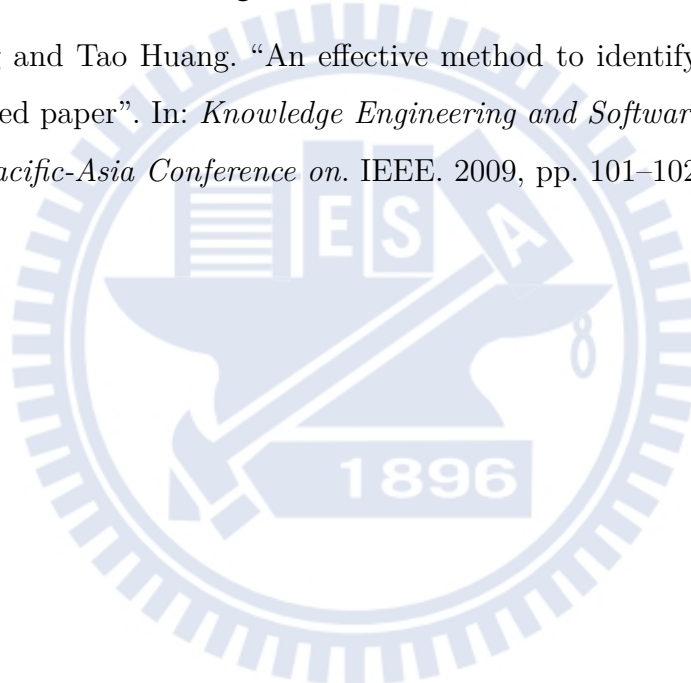 and Tao Huang. “An effective method to identify
ed paper”. In: Knowledge Engineering and Softwar
acific-Asia Conference on. IEEE. 2009, pp. 101–102
E S A
1896